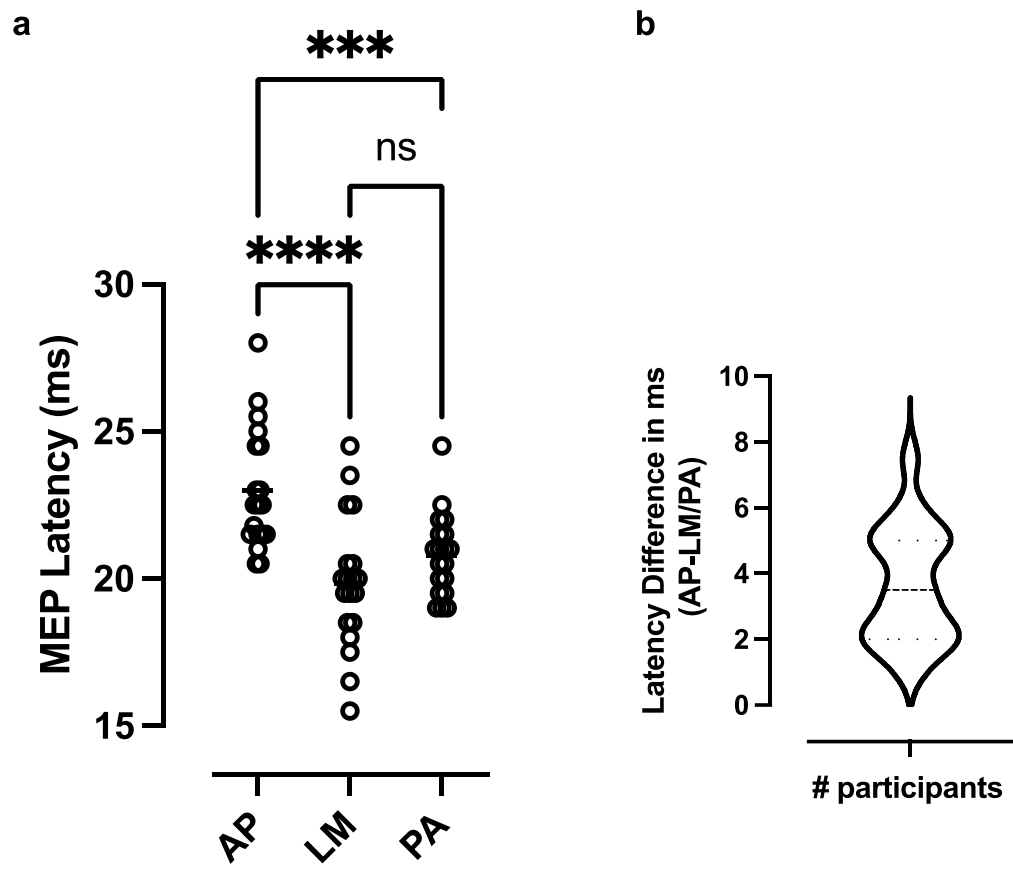 a
***
ns
****
30
25
20
15
MEP Latency (ms)
AP
LM
PA
b
Latency Difference in ms
(AP-LM/PA)
10
8
6
4
2
0
# participants